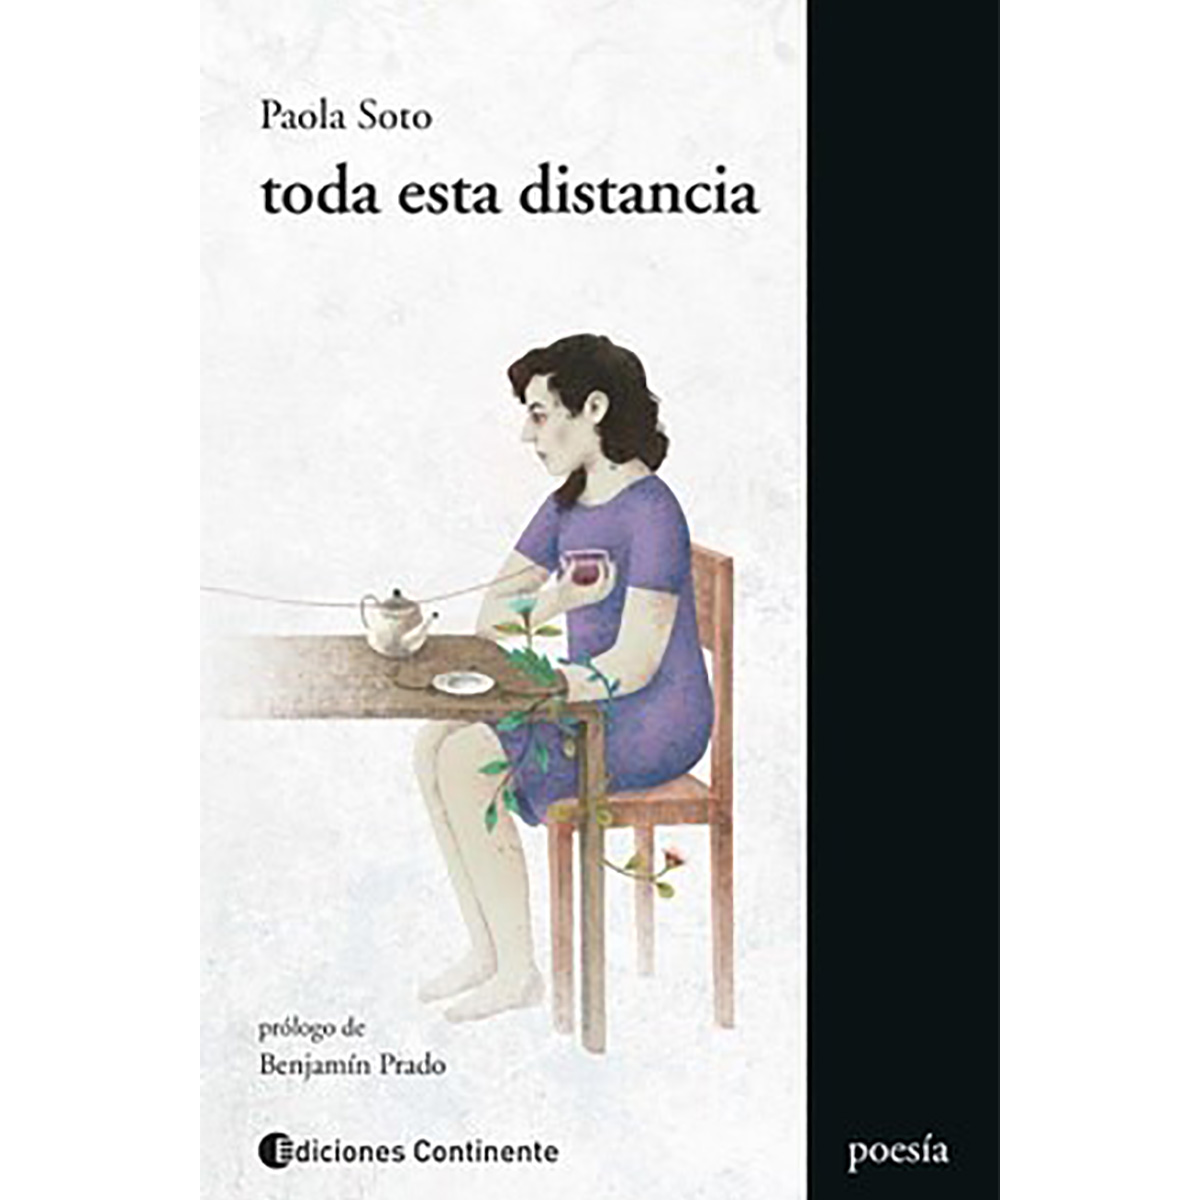 Paola Soto
toda esta distancia
prólogo de
Benjamín Prado
Ediciones Continente
poesía